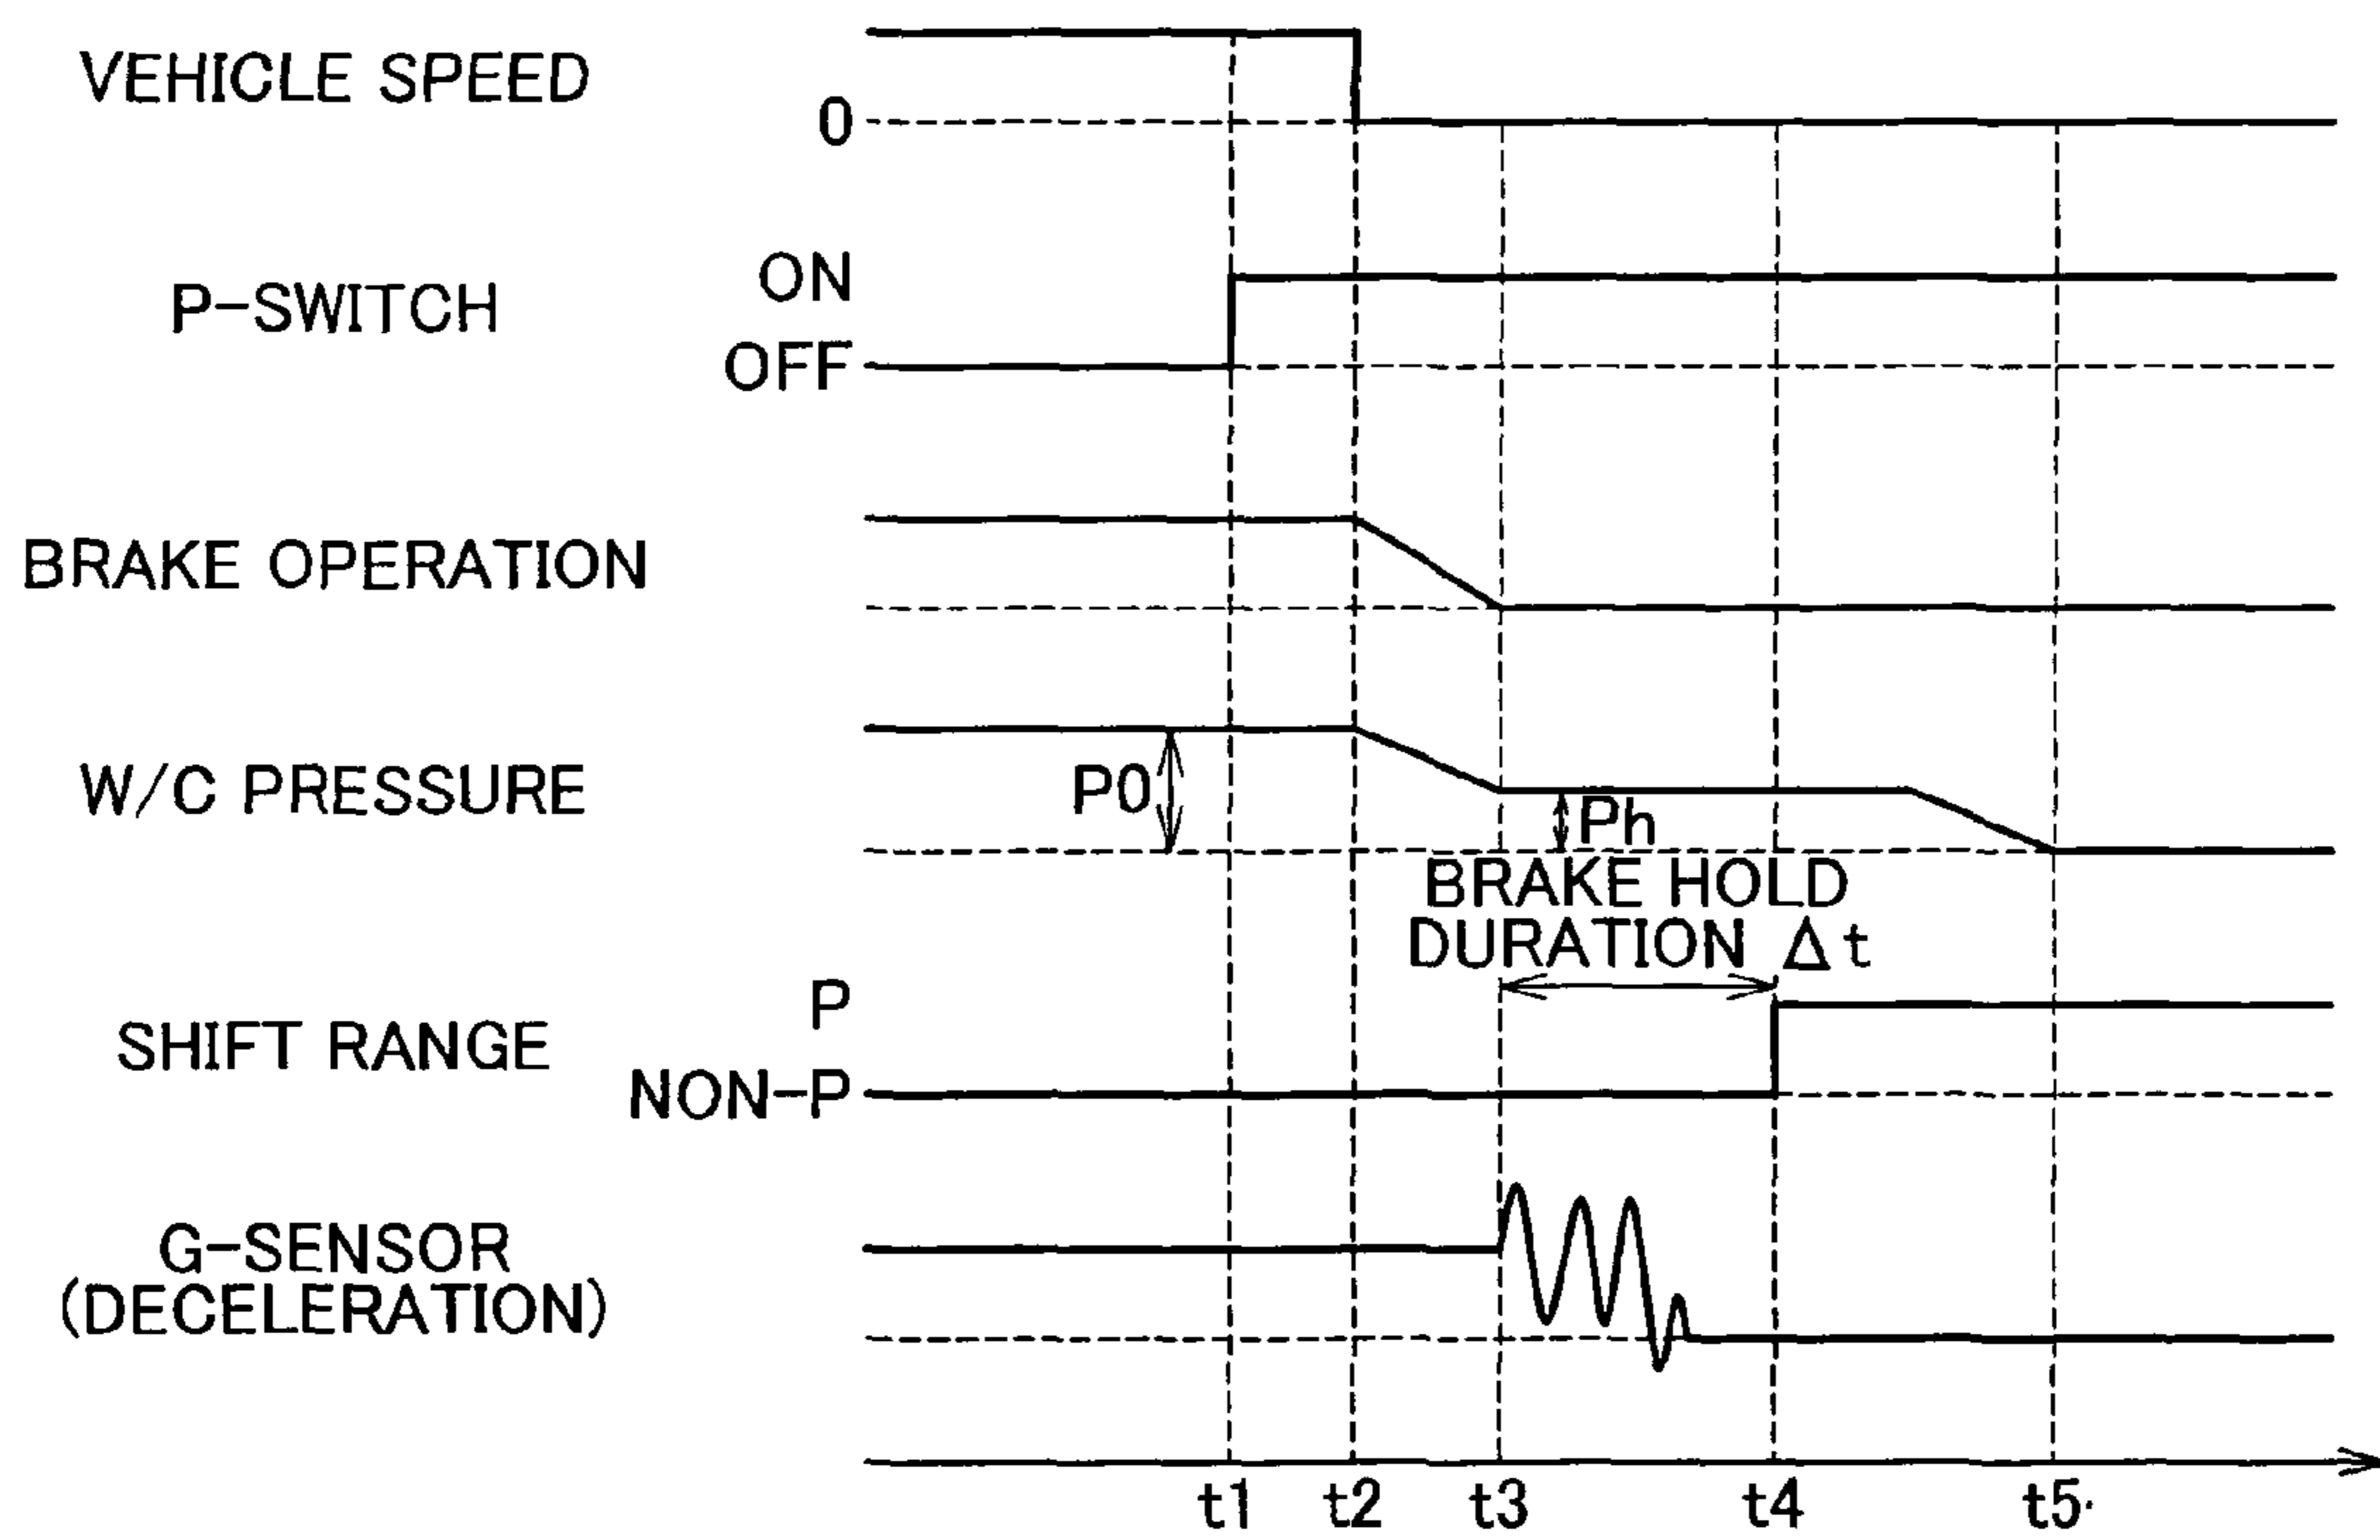 VEHICLE SPEED
0
P-SWITCH
ON
OFF
BRAKE OPERATION
W/C PRESSURE
P0
Ph
BRAKE HOLD
DURATION Δt
SHIFT RANGE
P
NON-P
G-SENSOR
(DECELERATION)
t1 t2 t3 t4 t5